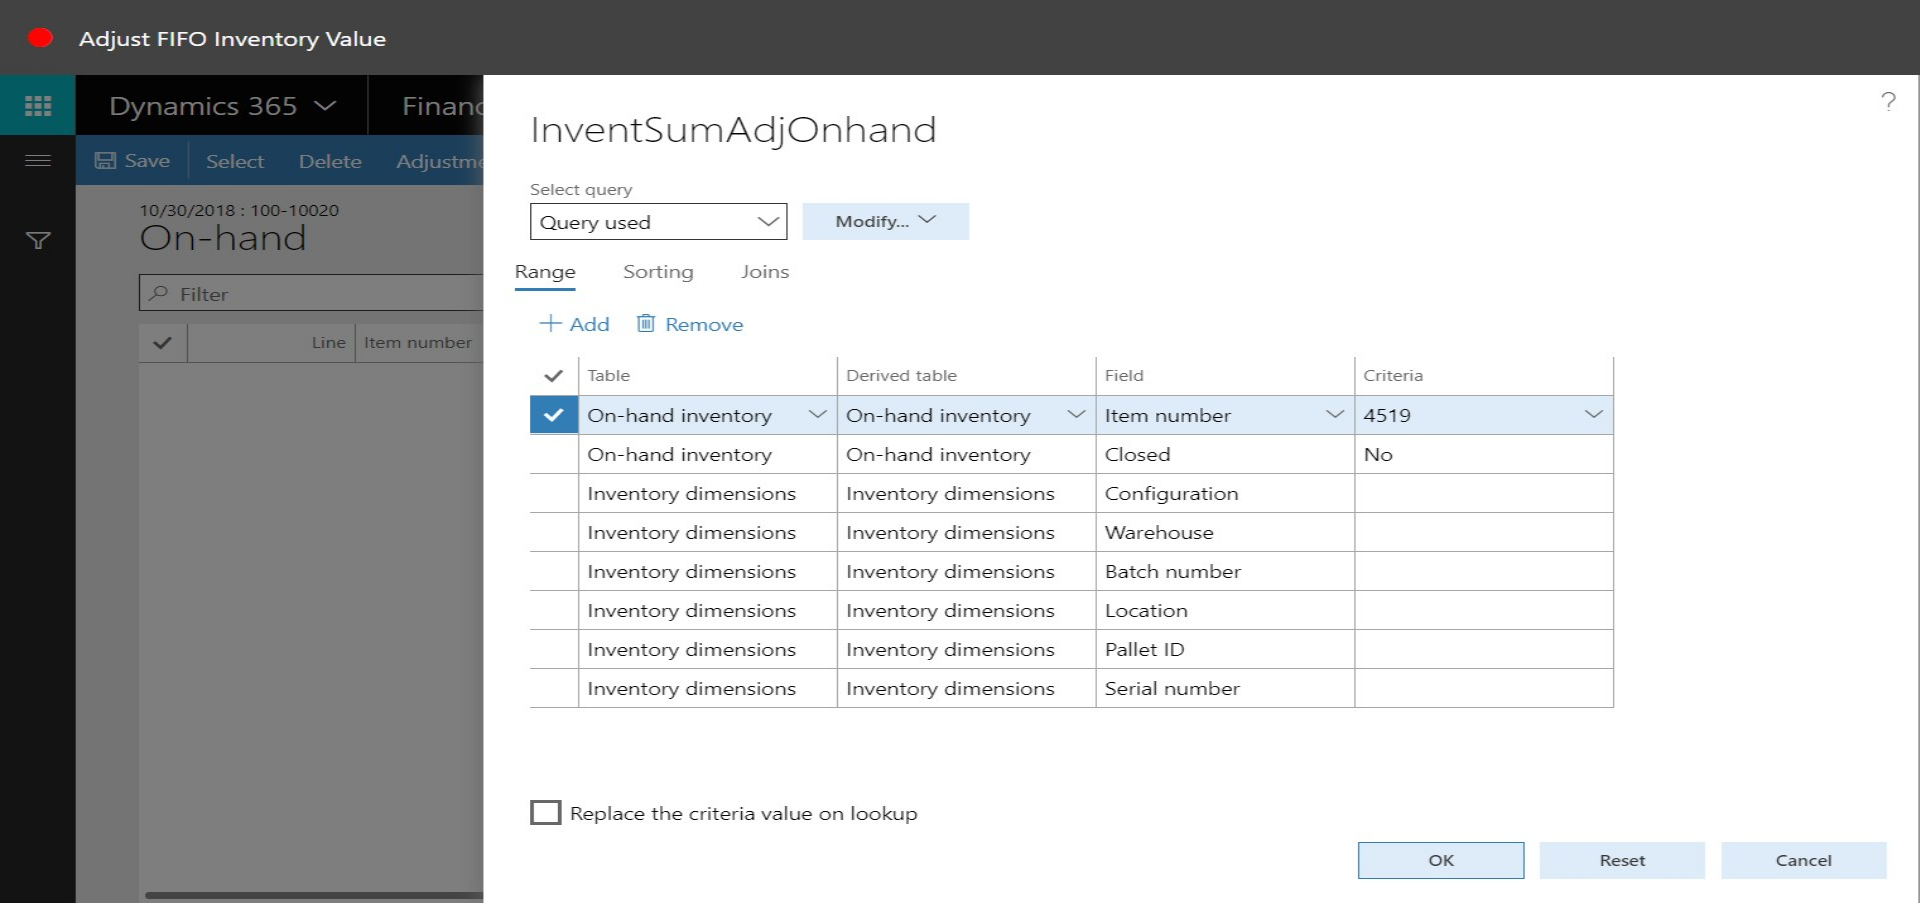 Adjust FIFO Inventory Value
Dynamics 365
Financ
Save Select Delete Adjustme
10/30/2018 : 100-10020
On-hand
Filter
Line Item number
?
InventSumAdjOnhand
Select query
Query used Modify...
Range Sorting Joins
Add Remove
Table Derived table Field Criteria
On-hand inventory On-hand inventory Item number 4519
On-hand inventory On-hand inventory Closed No
Inventory dimensions Inventory dimensions Configuration
Inventory dimensions Inventory dimensions Warehouse
Inventory dimensions Inventory dimensions Batch number
Inventory dimensions Inventory dimensions Location
Inventory dimensions Inventory dimensions Pallet ID
Inventory dimensions Inventory dimensions Serial number
Replace the criteria value on lookup
OK Reset Cancel